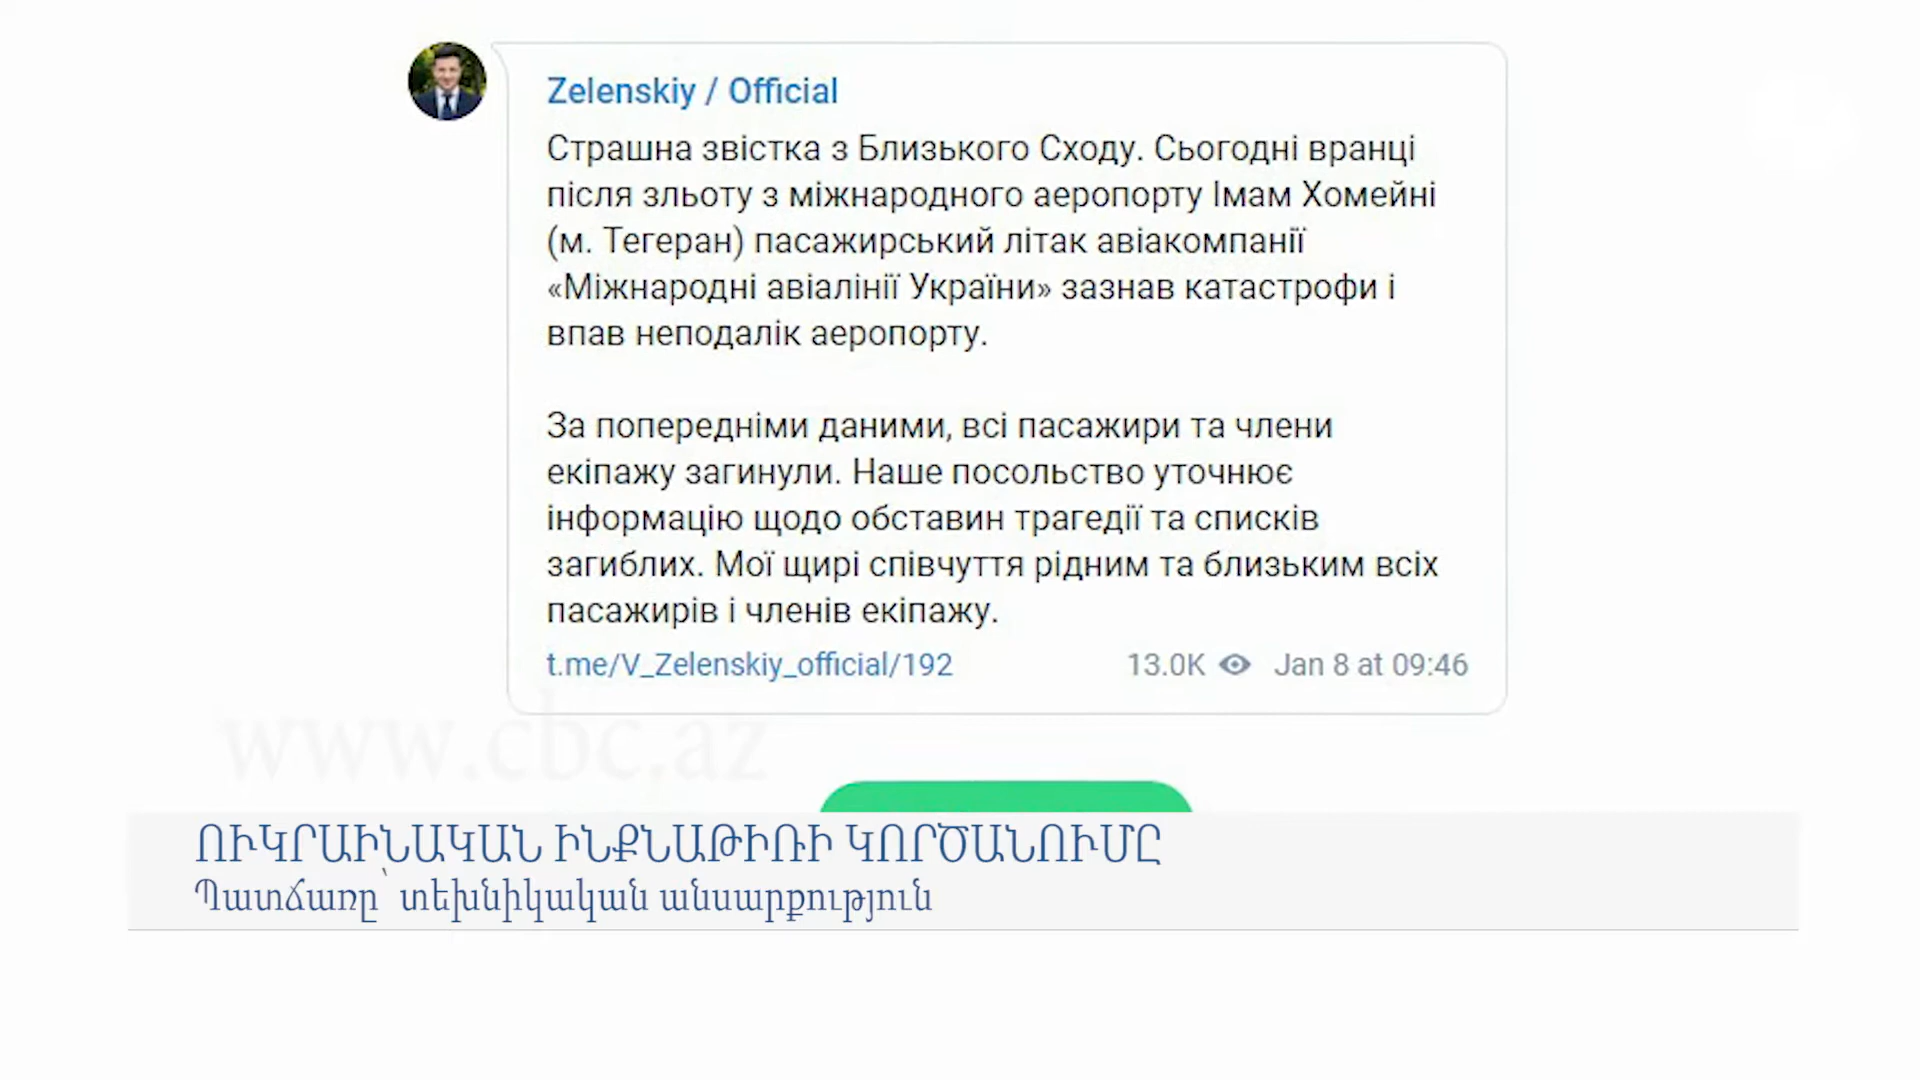 Zelenskiy / Official
Страшна звістка з Близького Сходу. Сьогодні вранці
після зльоту з міжнародного аеропорту Імам Хомейні
(м. Тегеран) пасажирський літак авіакомпанії
«Міжнародні авіалінії України» зазнав катастрофи і
впав неподалік аеропорту.
За попередніми даними, всі пасажири та члени
екіпажу загинули. Наше посольство уточнює
інформацію щодо обставин трагедії та списків
загиблих. Мої щирі співчуття рідним та близьким всіх
пасажирів і членів екіпажу.
t.me/V_Zelenskiy_official/192 13.0K Jan 8 at 09:46
www.cbc.az
ՈՒԿՐԱԻՆԱԿԱՆ ԻՆՔՆԱԹԻՌԻ ԿՈՐԾԱՆՈՒՄԸ
Պատճառը՝ տեխնիկական անսարքություն